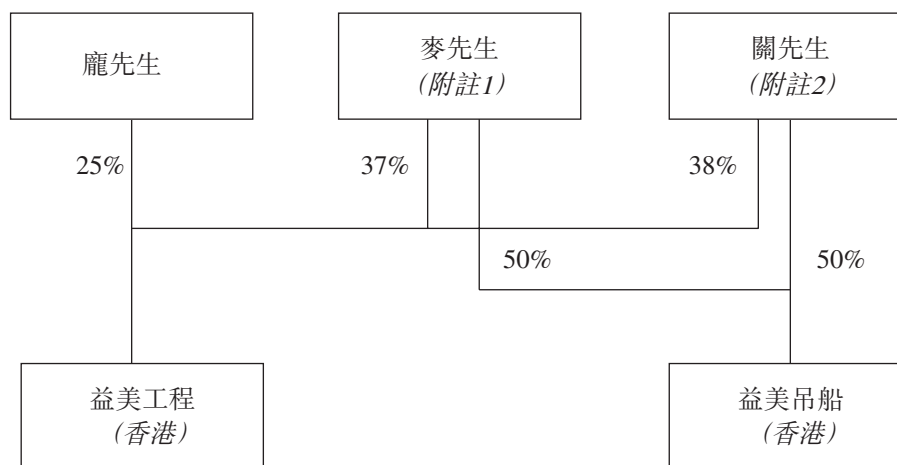 龐先生
麥先生
（附註1）
關先生
（附註2）
25%
37%
38%
50%
50%
益美工程
（香港）
益美吊船
（香港）